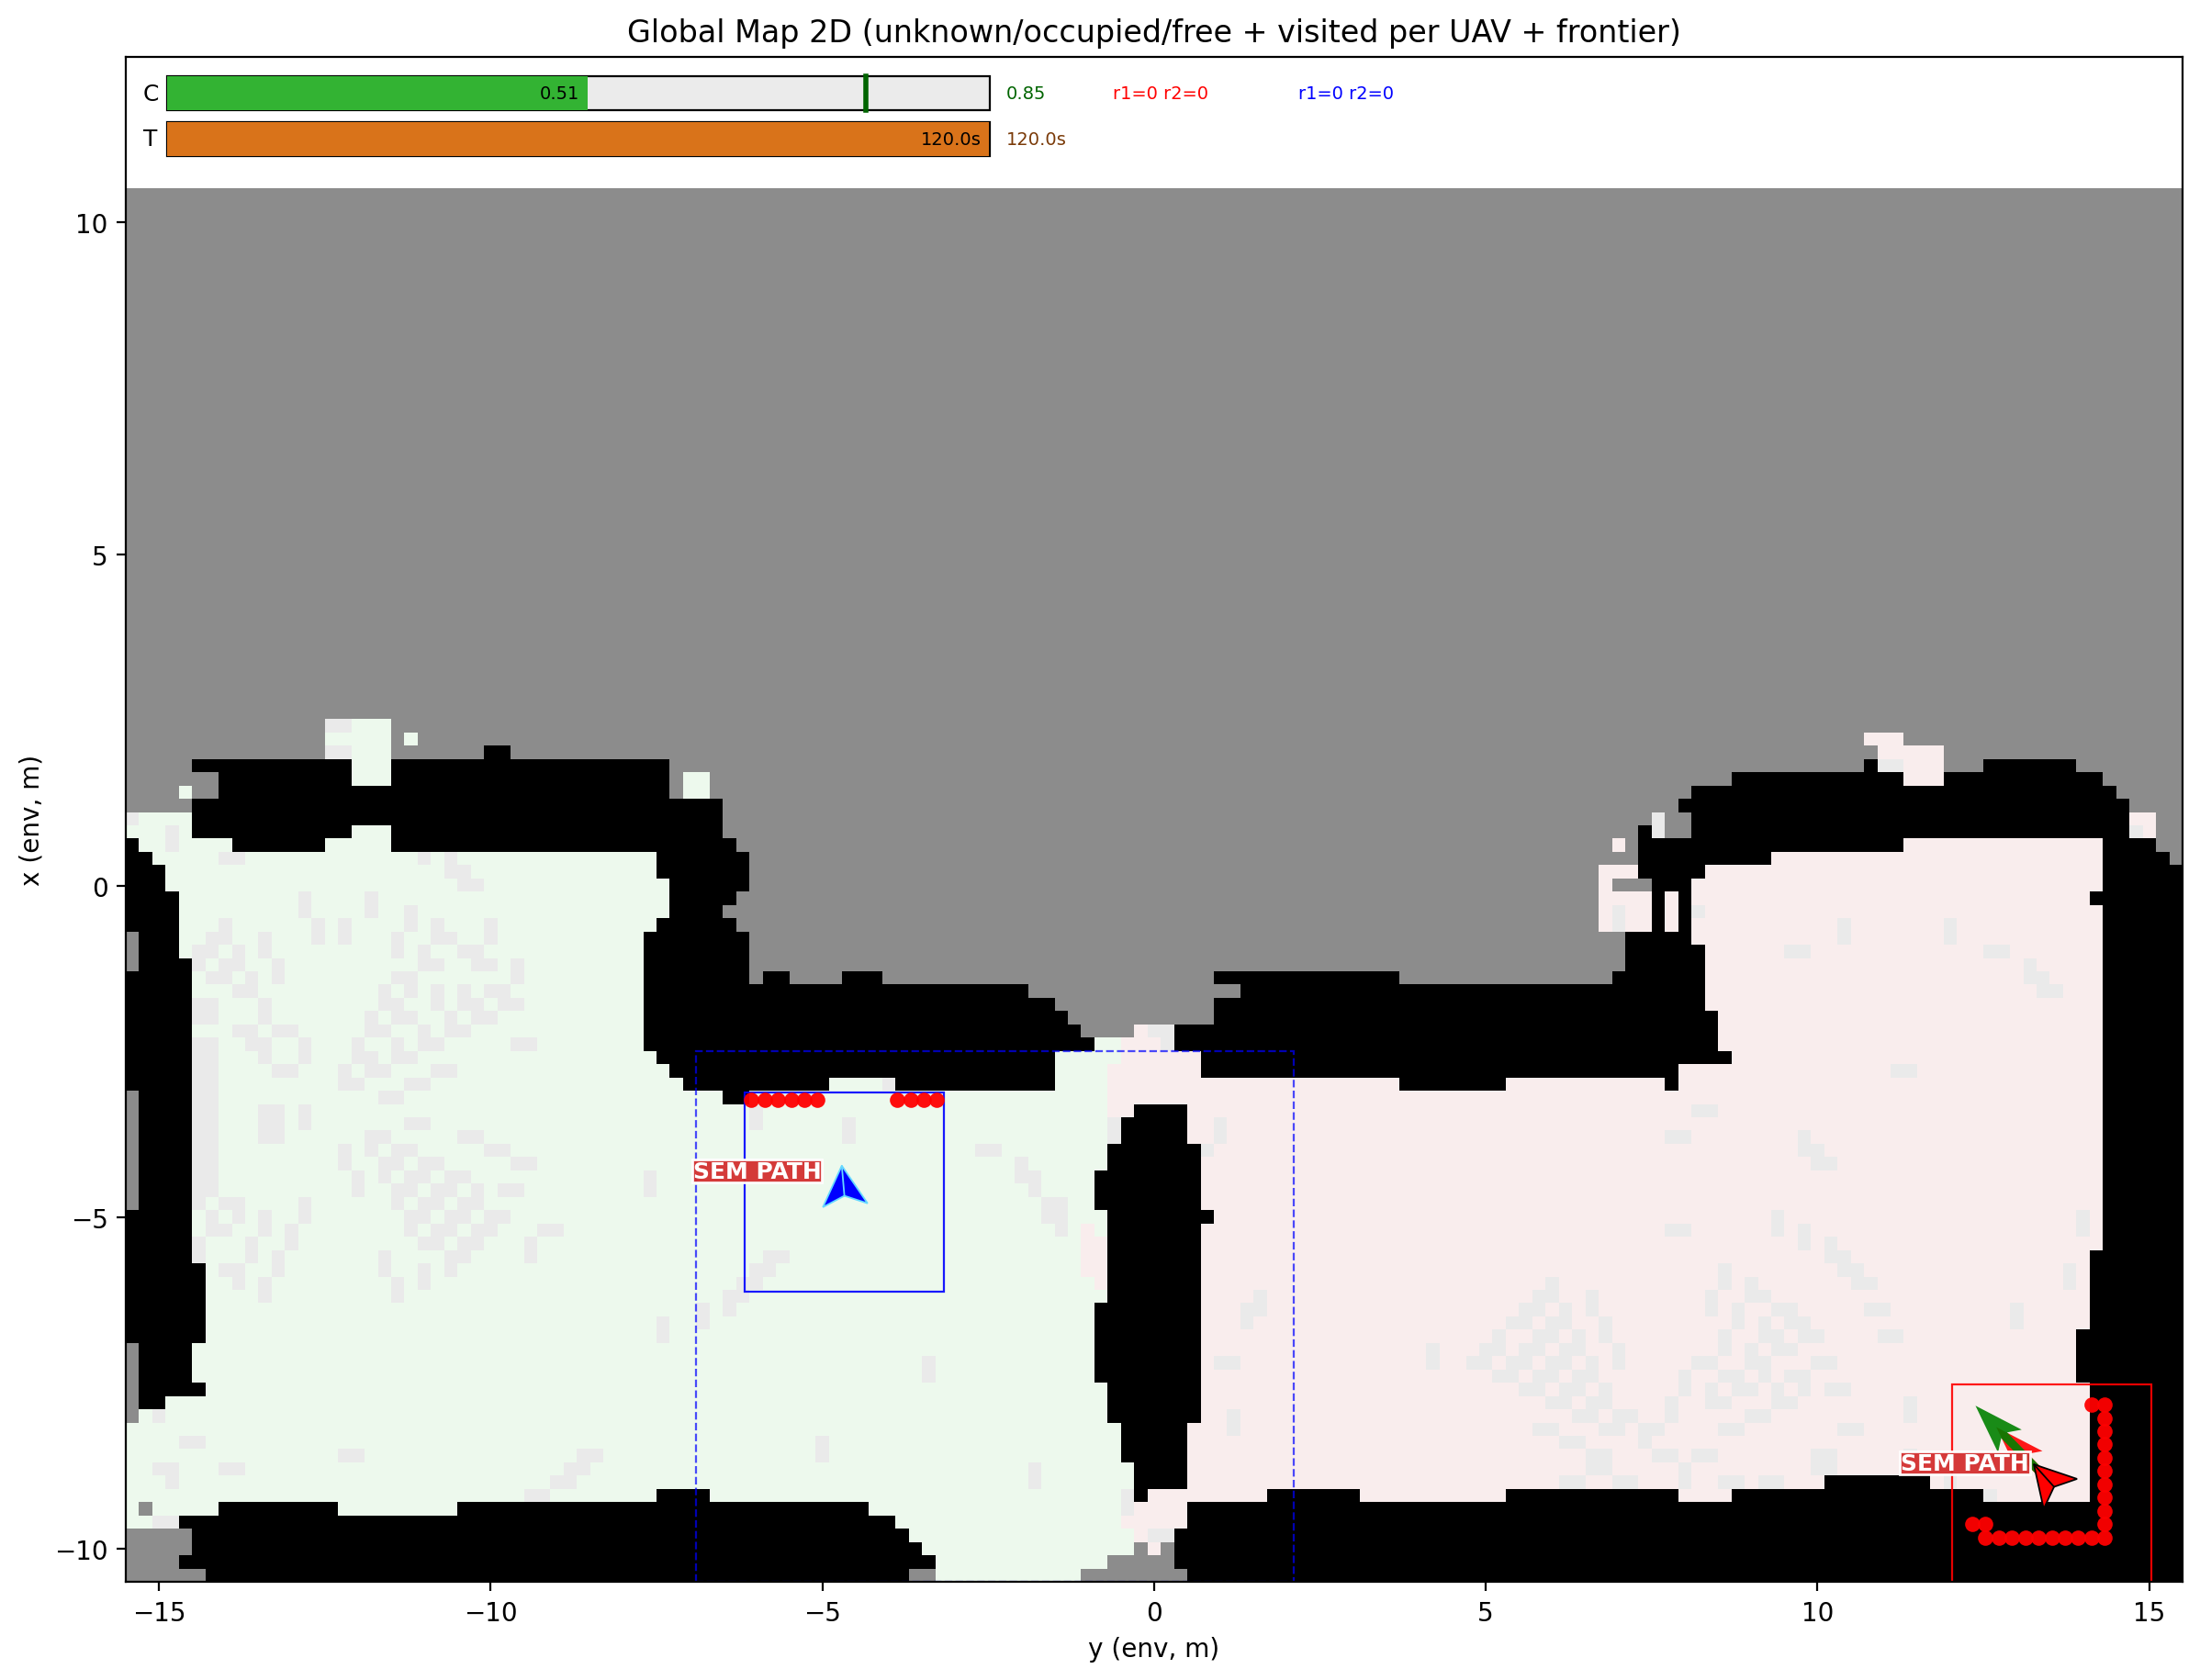 Global Map 2D (unknown/occupied/free + visited per UAV + frontier)
C 0.51 0.85 r1=0 r2=0 r1=0 r2=0
T 120.0s 120.0s
10
5
0
−5
−10
x (env, m)
SEM PATH
SEM PATH
−15 −10 −5 0 5 10 15
y (env, m)